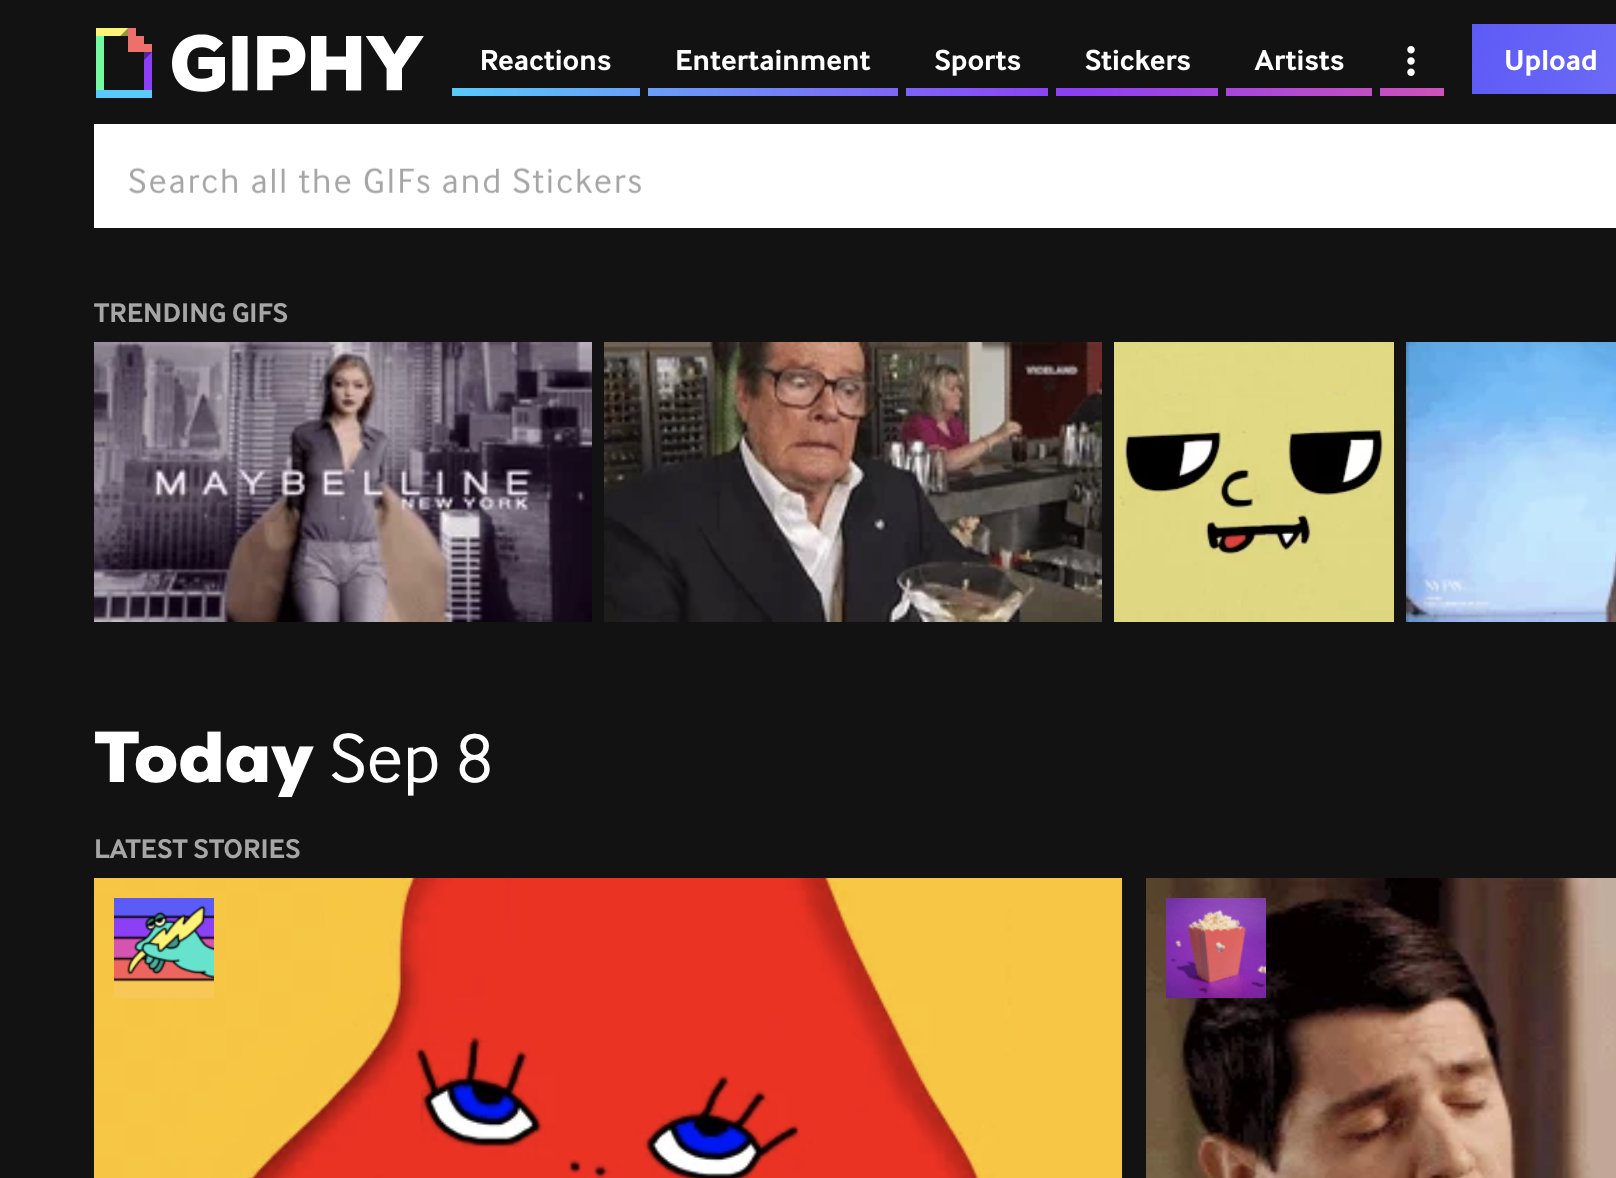 GIPHY
Reactions
Entertainment
Sports
Stickers
Artists
Upload
Search all the GIFs and Stickers
TRENDING GIFS
VICELAND
MAYBELLINE
NEW YORK
Today Sep 8
LATEST STORIES